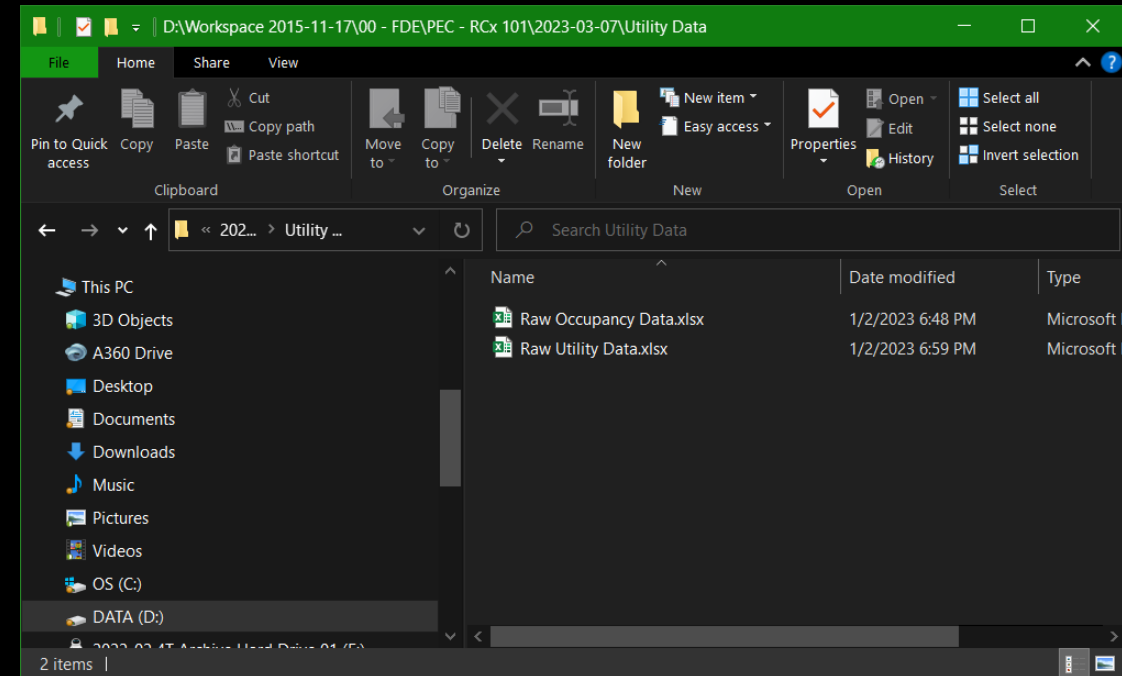 D:\Workspace 2015-11-17\00 - FDE\PEC - RCx 101\2023-03-07\Utility Data
File Home Share View
Pin to Quick access
Copy
Paste
Cut
Copy path
Paste shortcut
Clipboard
Move to
Copy to
Delete
Rename
Organize
New folder
New item
Easy access
New
Properties
Open
Edit
History
Open
Select all
Select none
Invert selection
Select
« 202... > Utility ...
Search Utility Data
This PC
3D Objects
A360 Drive
Desktop
Documents
Downloads
Music
Pictures
Videos
OS (C:)
DATA (D:)
Name Date modified Type
Raw Occupancy Data.xlsx 1/2/2023 6:48 PM Microsoft
Raw Utility Data.xlsx 1/2/2023 6:59 PM Microsoft
2 items